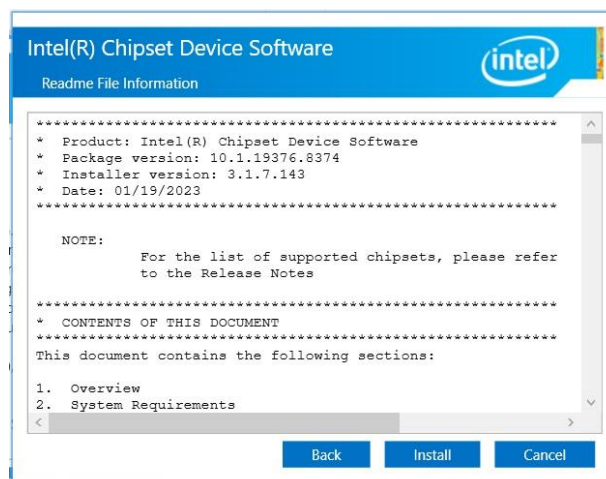 Intel(R) Chipset Device Software
intel
Readme File Information
*************************************************************
* Product: Intel(R) Chipset Device Software
* Package version: 10.1.19376.8374
* Installer version: 3.1.7.143
* Date: 01/19/2023
*************************************************************
NOTE:
For the list of supported chipsets, please refer
to the Release Notes
*************************************************************
* CONTENTS OF THIS DOCUMENT
*************************************************************
This document contains the following sections:
1. Overview
2. System Requirements
Back Install Cancel